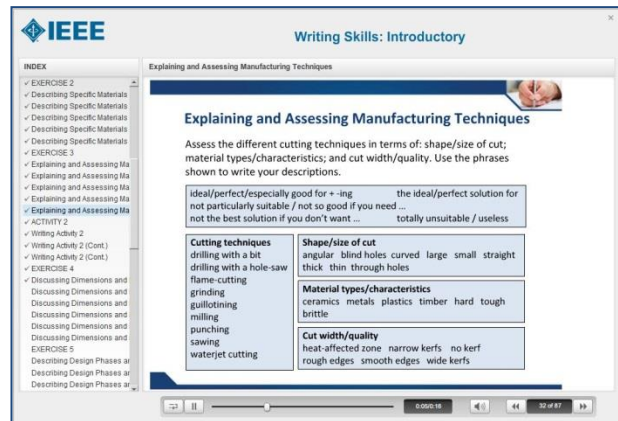 IEEE
Writing Skills: Introductory
INDEX
Explaining and Assessing Manufacturing Techniques
✓ EXERCISE 2
✓ Describing Specific Materials
✓ Describing Specific Materials
✓ Describing Specific Materials
✓ Describing Specific Materials
✓ Describing Specific Materials
✓ EXERCISE 3
✓ Explaining and Assessing Ma
✓ Explaining and Assessing Ma
✓ Explaining and Assessing Ma
✓ Explaining and Assessing Ma
✓ Explaining and Assessing Ma
✓ ACTIVITY 2
✓ Writing Activity 2
✓ Writing Activity 2 (Cont.)
✓ Writing Activity 2 (Cont.)
✓ EXERCISE 4
✓ Discussing Dimensions and
Discussing Dimensions and
Discussing Dimensions and
Discussing Dimensions and
Discussing Dimensions and
Discussing Dimensions and
EXERCISE 5
Describing Design Phases ar
Describing Design Phases ar
Describing Design Phases ar
Explaining and Assessing Manufacturing Techniques
Assess the different cutting techniques in terms of: shape/size of cut;
material types/characteristics; and cut width/quality. Use the phrases
shown to write your descriptions.
ideal/perfect/especially good for + -ing the ideal/perfect solution for
not particularly suitable / not so good if you need ...
not the best solution if you don't want ... totally unsuitable / useless
Cutting techniques
drilling with a bit
drilling with a hole-saw
flame-cutting
grinding
guillotining
milling
punching
sawing
waterjet cutting
Shape/size of cut
angular blind holes curved large small straight
thick thin through holes
Material types/characteristics
ceramics metals plastics timber hard tough
brittle
Cut width/quality
heat-affected zone narrow kerfs no kerf
rough edges smooth edges wide kerfs
0:05/0:18
32 of 87